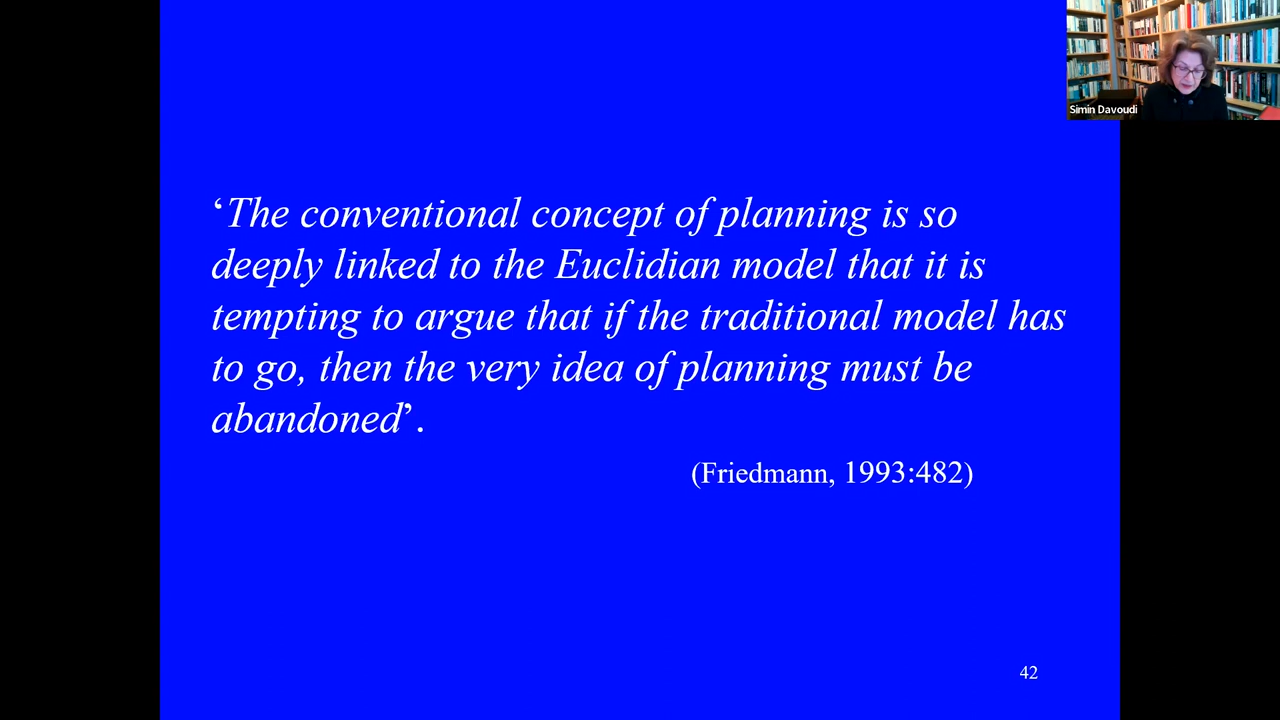 Simin Davoudi
‘The conventional concept of planning is so
deeply linked to the Euclidian model that it is
tempting to argue that if the traditional model has
to go, then the very idea of planning must be
abandoned’.
(Friedmann, 1993:482)
42